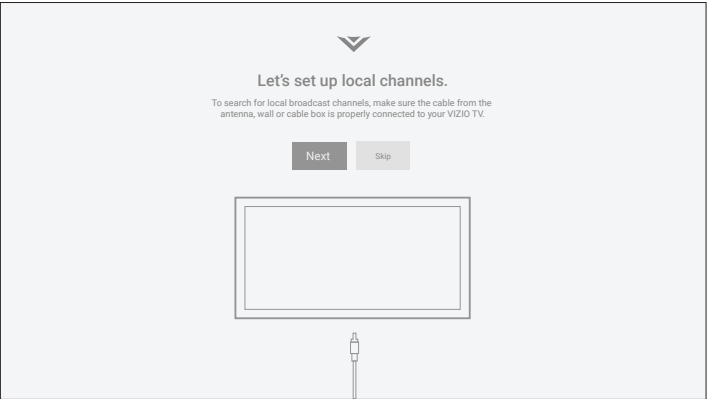 Let's set up local channels.
To search for local broadcast channels, make sure the cable from the
antenna, wall or cable box is properly connected to your VIZIO TV.
Next
Skip